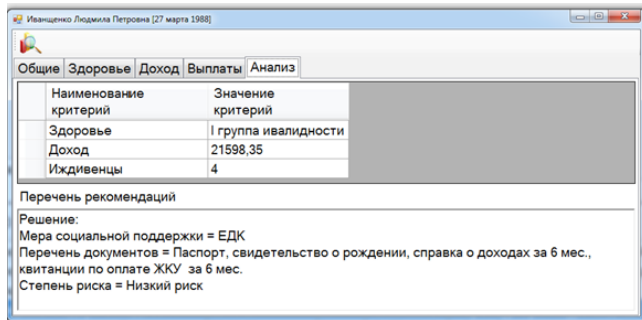 Иванщенко Людмила Петровна [27 марта 1988]
Общие Здоровье Доход Выплаты Анализ
Наименование критерий Значение критерий
Здоровье I группа ивалидности
Доход 21598,35
Иждивенцы 4
Перечень рекомендаций
Решение:
Мера социальной поддержки = ЕДК
Перечень документов = Паспорт, свидетельство о рождении, справка о доходах за 6 мес.,
квитанции по оплате ЖКУ за 6 мес.
Степень риска = Низкий риск